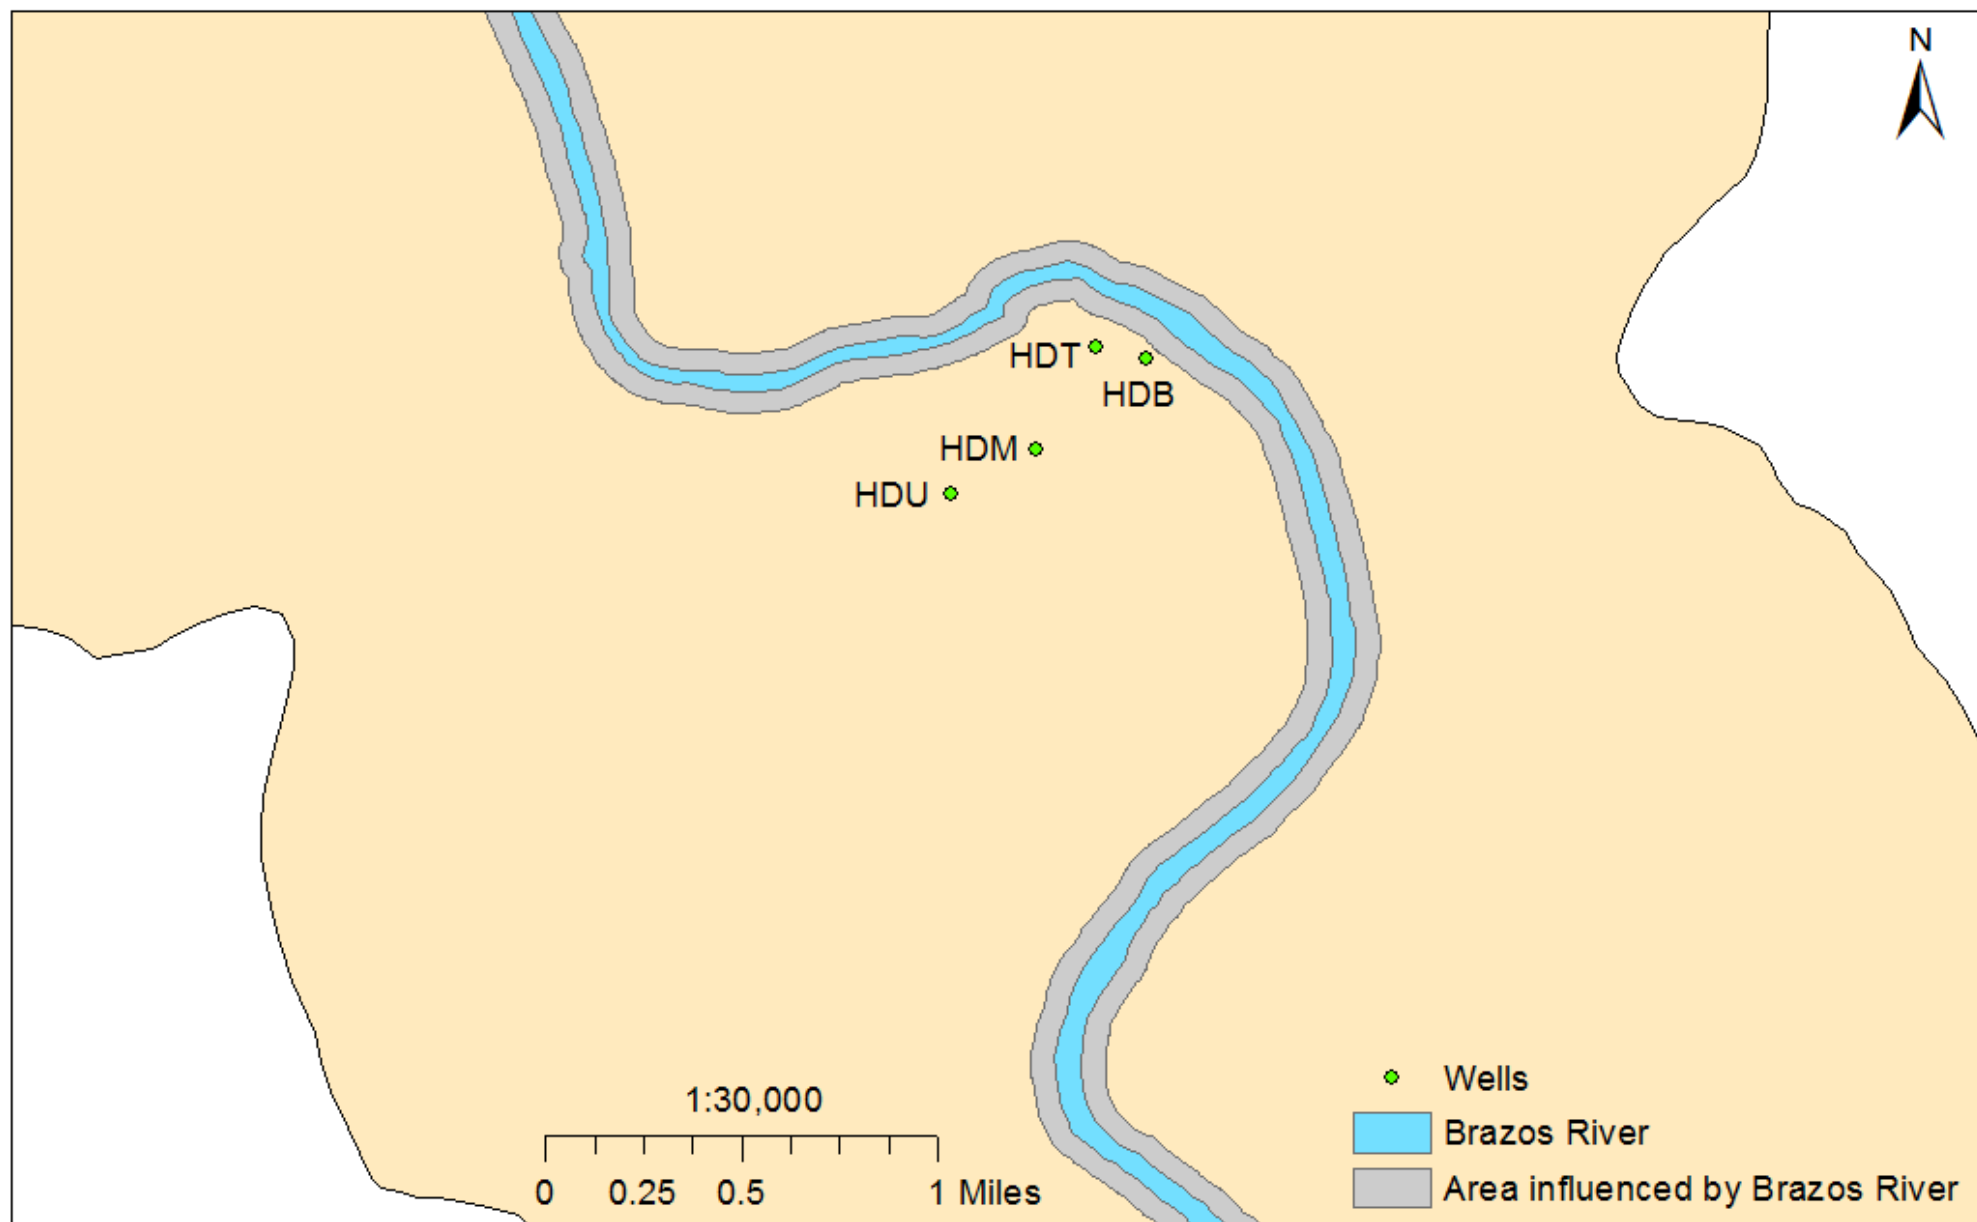 N
HDT
HDB
HDM
HDU
1:30,000
0 0.25 0.5 1 Miles
Wells
Brazos River
Area influenced by Brazos River